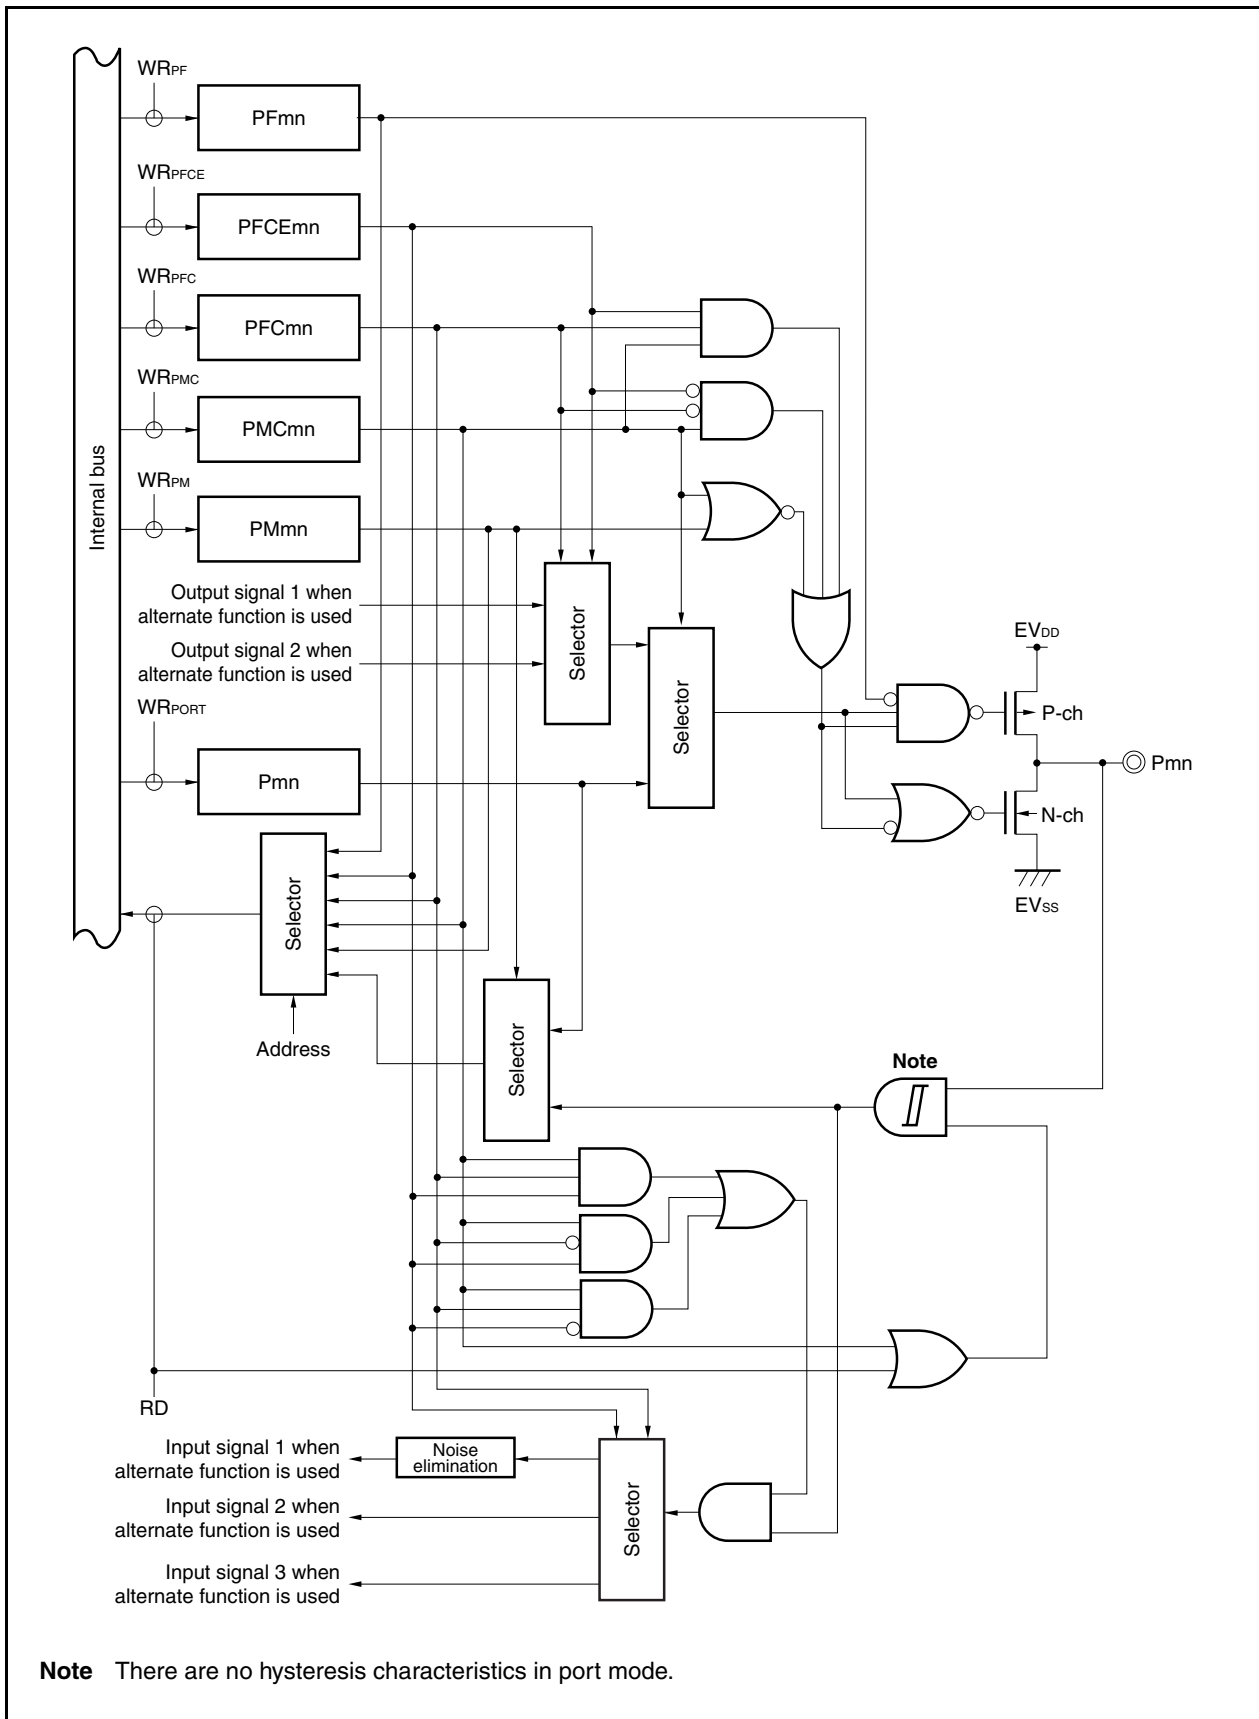 WRPF
PFmn
WRPFCE
PFCEmn
WRPFC
PFCmn
WRPMC
PMCmn
WRPM
PMmn
Internal bus
Output signal 1 when
alternate function is used
Output signal 2 when
alternate function is used
Selector
Selector
WRPORT
Pmn
EVDD
P-ch
Pmn
N-ch
EVSS
Selector
Address
Selector
Note
RD
Input signal 1 when
alternate function is used
Noise
elimination
Input signal 2 when
alternate function is used
Selector
Input signal 3 when
alternate function is used
Note There are no hysteresis characteristics in port mode.